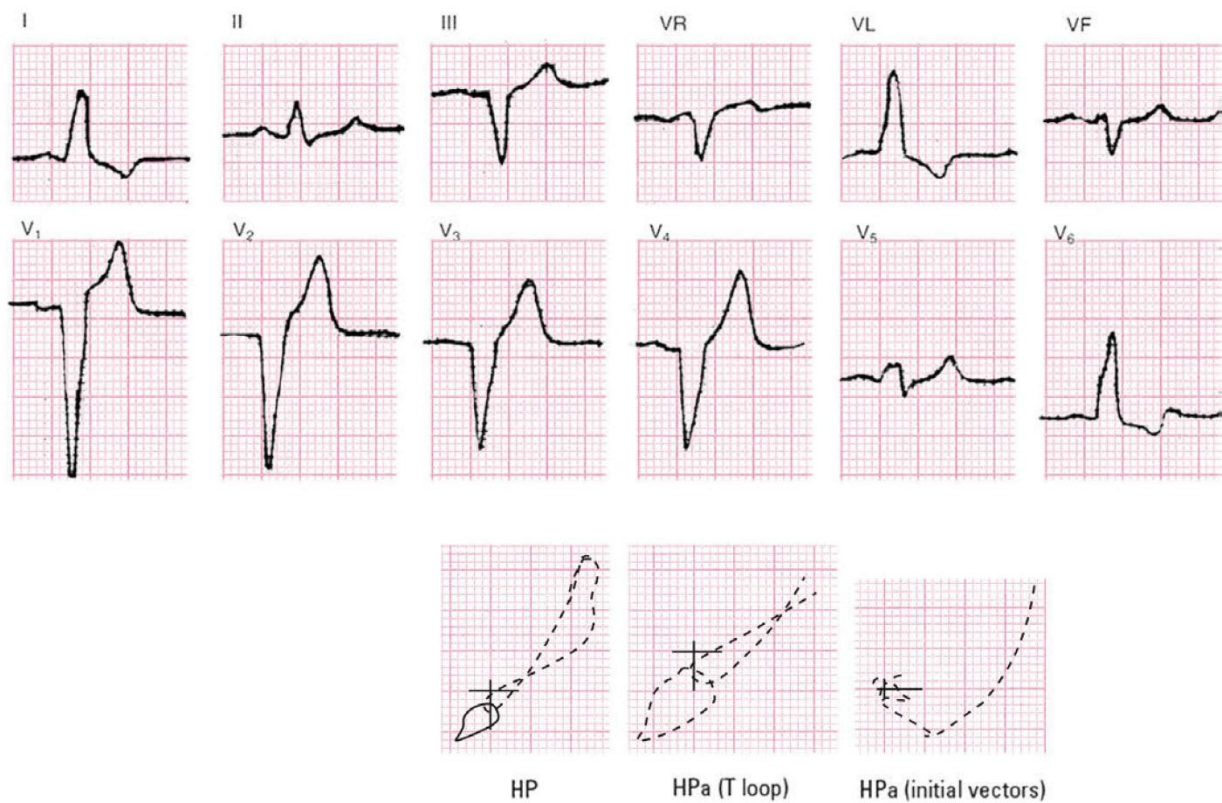 I II III VR VL VF
V₁ V₂ V₃ V₄ V₅ V₆
HP HPa (T loop) HPa (initial vectors)